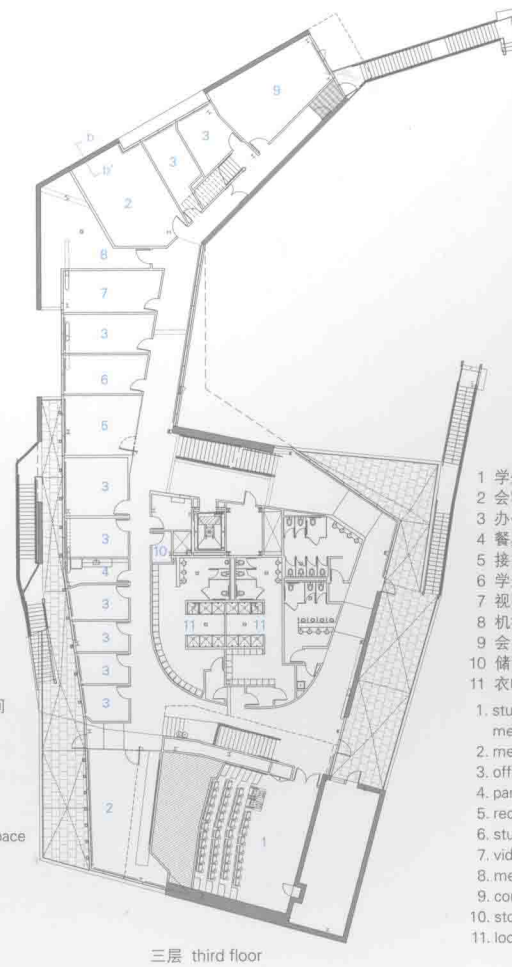 9
b
3
b'
3
2
8
7
3
6
5
3
3
10
4
3
11 11
3
3
3
2
1
pace
1 学
2 会
3 办
4 餐
5 接
6 学
7 视
8 机
9 会
10 储
11 衣
1. stu
me
2. me
3. off
4. par
5. rec
6. stu
7. vid
8. me
9. con
10. sto
11. loc
三层 third floor